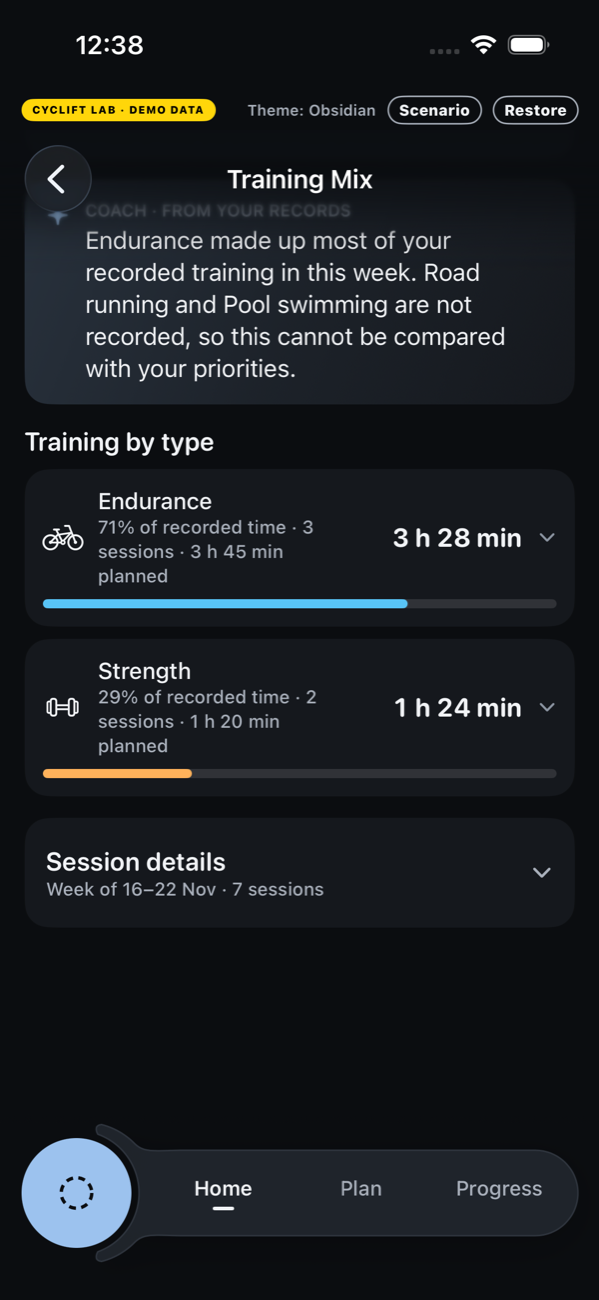 12:38
CYCLIFT LAB · DEMO DATA
Theme: Obsidian
Scenario
Restore
Training Mix
COACH · FROM YOUR RECORDS
Endurance made up most of your
recorded training in this week. Road
running and Pool swimming are not
recorded, so this cannot be compared
with your priorities.
Training by type
Endurance
71% of recorded time · 3
sessions · 3 h 45 min
planned
3 h 28 min
Strength
29% of recorded time · 2
sessions · 1 h 20 min
planned
1 h 24 min
Session details
Week of 16–22 Nov · 7 sessions
Home
Plan
Progress